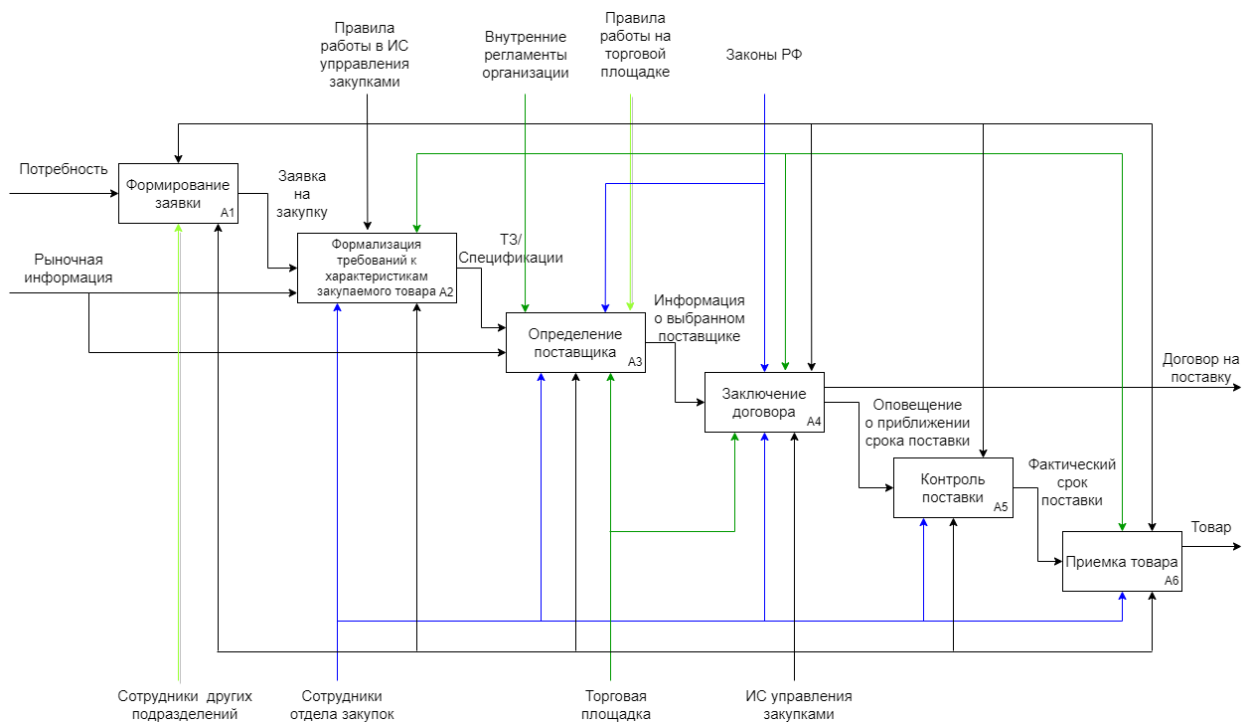 Правила
работы в ИС
упрравления
закупками
Внутренние
регламенты
организации
Правила
работы на
торговой
площадке
Законы РФ
Потребность
Формирование
заявки
A1
Заявка
на
закупку
Рыночная
информация
Формализация
требований к
характеристикам
закупаемого товара
A2
ТЗ/
Спецификации
Определение
поставщика
A3
Информация
о выбранном
поставщике
Заключение
договора
A4
Договор на
поставку
Оповещение
о приближении
срока поставки
Контроль
поставки
A5
Фактический
срок
поставки
Приемка товара
A6
Товар
Сотрудники других
подразделений
Сотрудники
отдела закупок
Торговая
площадка
ИС управления
закупками